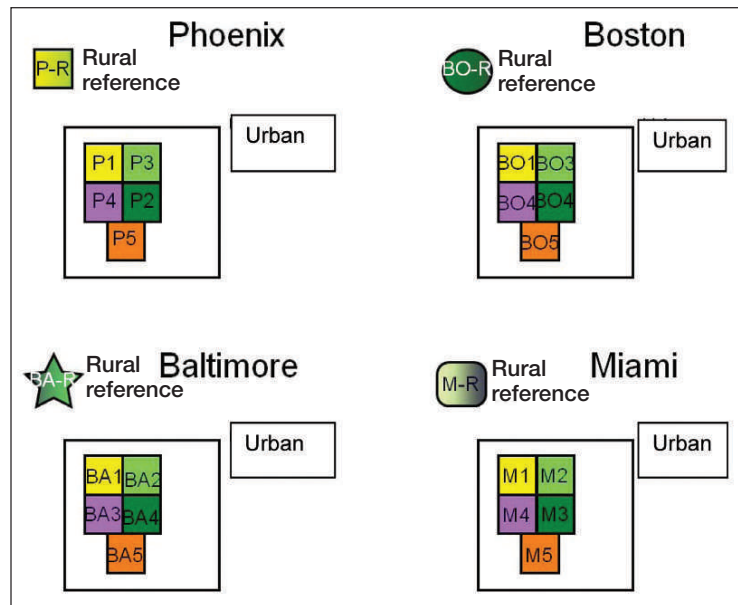 Phoenix
P-R Rural
reference
Urban
P1 P3
P4 P2
P5
Boston
BO-R Rural
reference
Urban
BO1 BO3
BO4 BO4
BO5
Baltimore
BA-R Rural
reference
Urban
BA1 BA2
BA3 BA4
BA5
Miami
M-R Rural
reference
Urban
M1 M2
M4 M3
M5